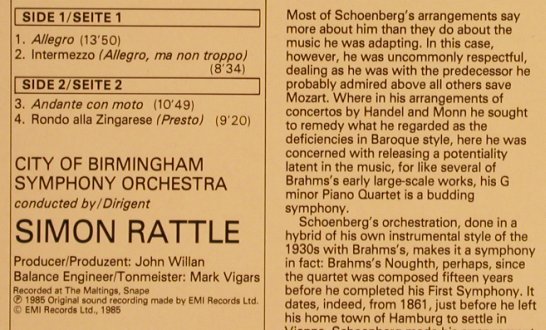 SIDE 1/SEITE 1
1. Allegro (13'50)
2. Intermezzo (Allegro, ma non troppo)
(8'34)
SIDE 2/SEITE 2
3. Andante con moto (10'49)
4. Rondo alla Zingarese (Presto) (9'20)
CITY OF BIRMINGHAM
SYMPHONY ORCHESTRA
conducted by/Dirigent
SIMON RATTLE
Producer/Produzent: John Willan
Balance Engineer/Tonmeister: Mark Vigars
Recorded at The Maltings, Snape
℗ 1985 Original sound recording made by EMI Records Ltd.
© EMI Records Ltd., 1985
Most of Schoenberg's arrangements say
more about him than they do about the
music he was adapting. In this case,
however, he was uncommonly respectful,
dealing as he was with the predecessor he
probably admired above all others save
Mozart. Where in his arrangements of
concertos by Handel and Monn he sought
to remedy what he regarded as the
deficiencies in Baroque style, here he was
concerned with releasing a potentiality
latent in the music, for like several of
Brahms's early large-scale works, his G
minor Piano Quartet is a budding
symphony.
Schoenberg's orchestration, done in a
hybrid of his own instrumental style of the
1930s with Brahms's, makes it a symphony
in fact: Brahms's Noughth, perhaps, since
the quartet was composed fifteen years
before he completed his First Symphony. It
dates, indeed, from 1861, just before he left
his home town of Hamburg to settle in